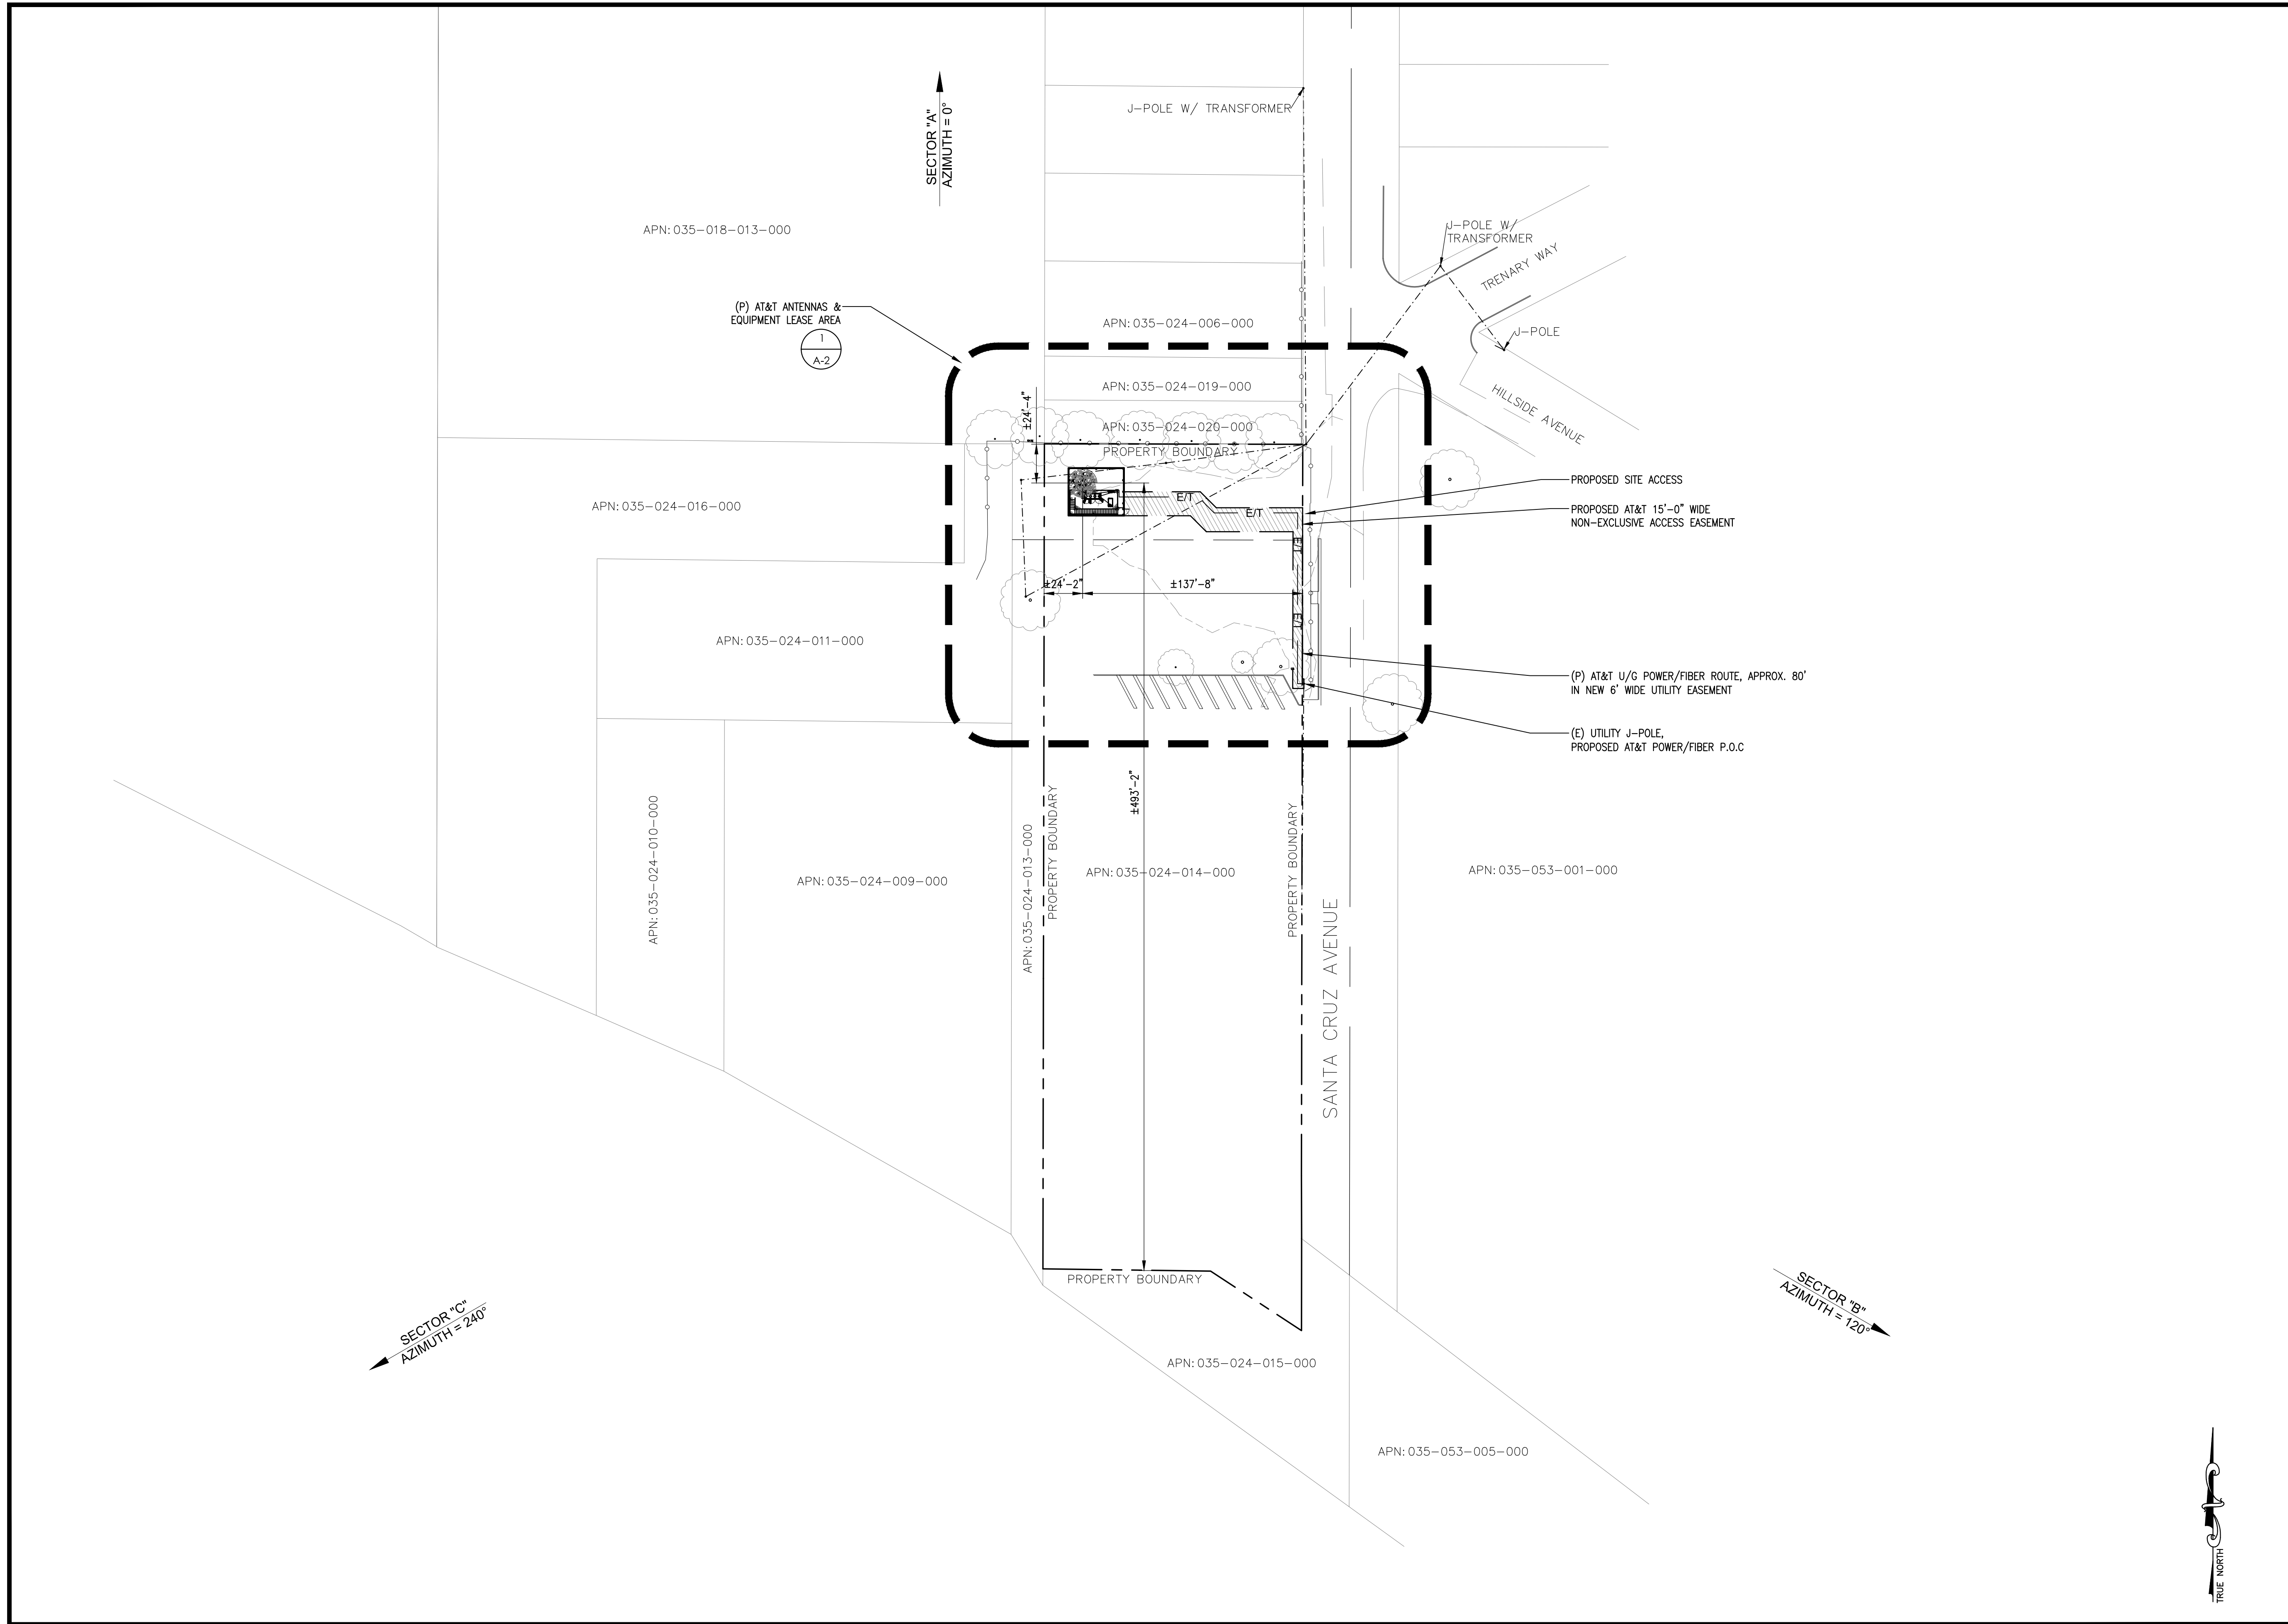 J-POLE W/ TRANSFORMER
SECTOR "A"
AZIMUTH = 0°
APN: 035-018-013-000
J-POLE W/
TRANSFORMER
TRENARY WAY
(P) AT&T ANTENNAS &
EQUIPMENT LEASE AREA
1
A-2
APN: 035-024-006-000
J-POLE
APN: 035-024-019-000
HILLSIDE AVENUE
±24'-4"
APN: 035-024-020-000
PROPERTY BOUNDARY
PROPOSED SITE ACCESS
E/T
E/T
APN: 035-024-016-000
PROPOSED AT&T 15'-0" WIDE
NON-EXCLUSIVE ACCESS EASEMENT
E/T
±24'-2"
±137'-8"
E/T
APN: 035-024-011-000
(P) AT&T U/G POWER/FIBER ROUTE, APPROX. 80'
IN NEW 6' WIDE UTILITY EASEMENT
(E) UTILITY J-POLE,
PROPOSED AT&T POWER/FIBER P.O.C
±493'-2"
APN: 035-024-010-000
APN: 035-024-009-000
APN: 035-024-013-000
PROPERTY BOUNDARY
APN: 035-024-014-000
PROPERTY BOUNDARY
SANTA CRUZ AVENUE
APN: 035-053-001-000
PROPERTY BOUNDARY
SECTOR "C"
AZIMUTH = 240°
SECTOR "B"
AZIMUTH = 120°
APN: 035-024-015-000
APN: 035-053-005-000
TRUE NORTH